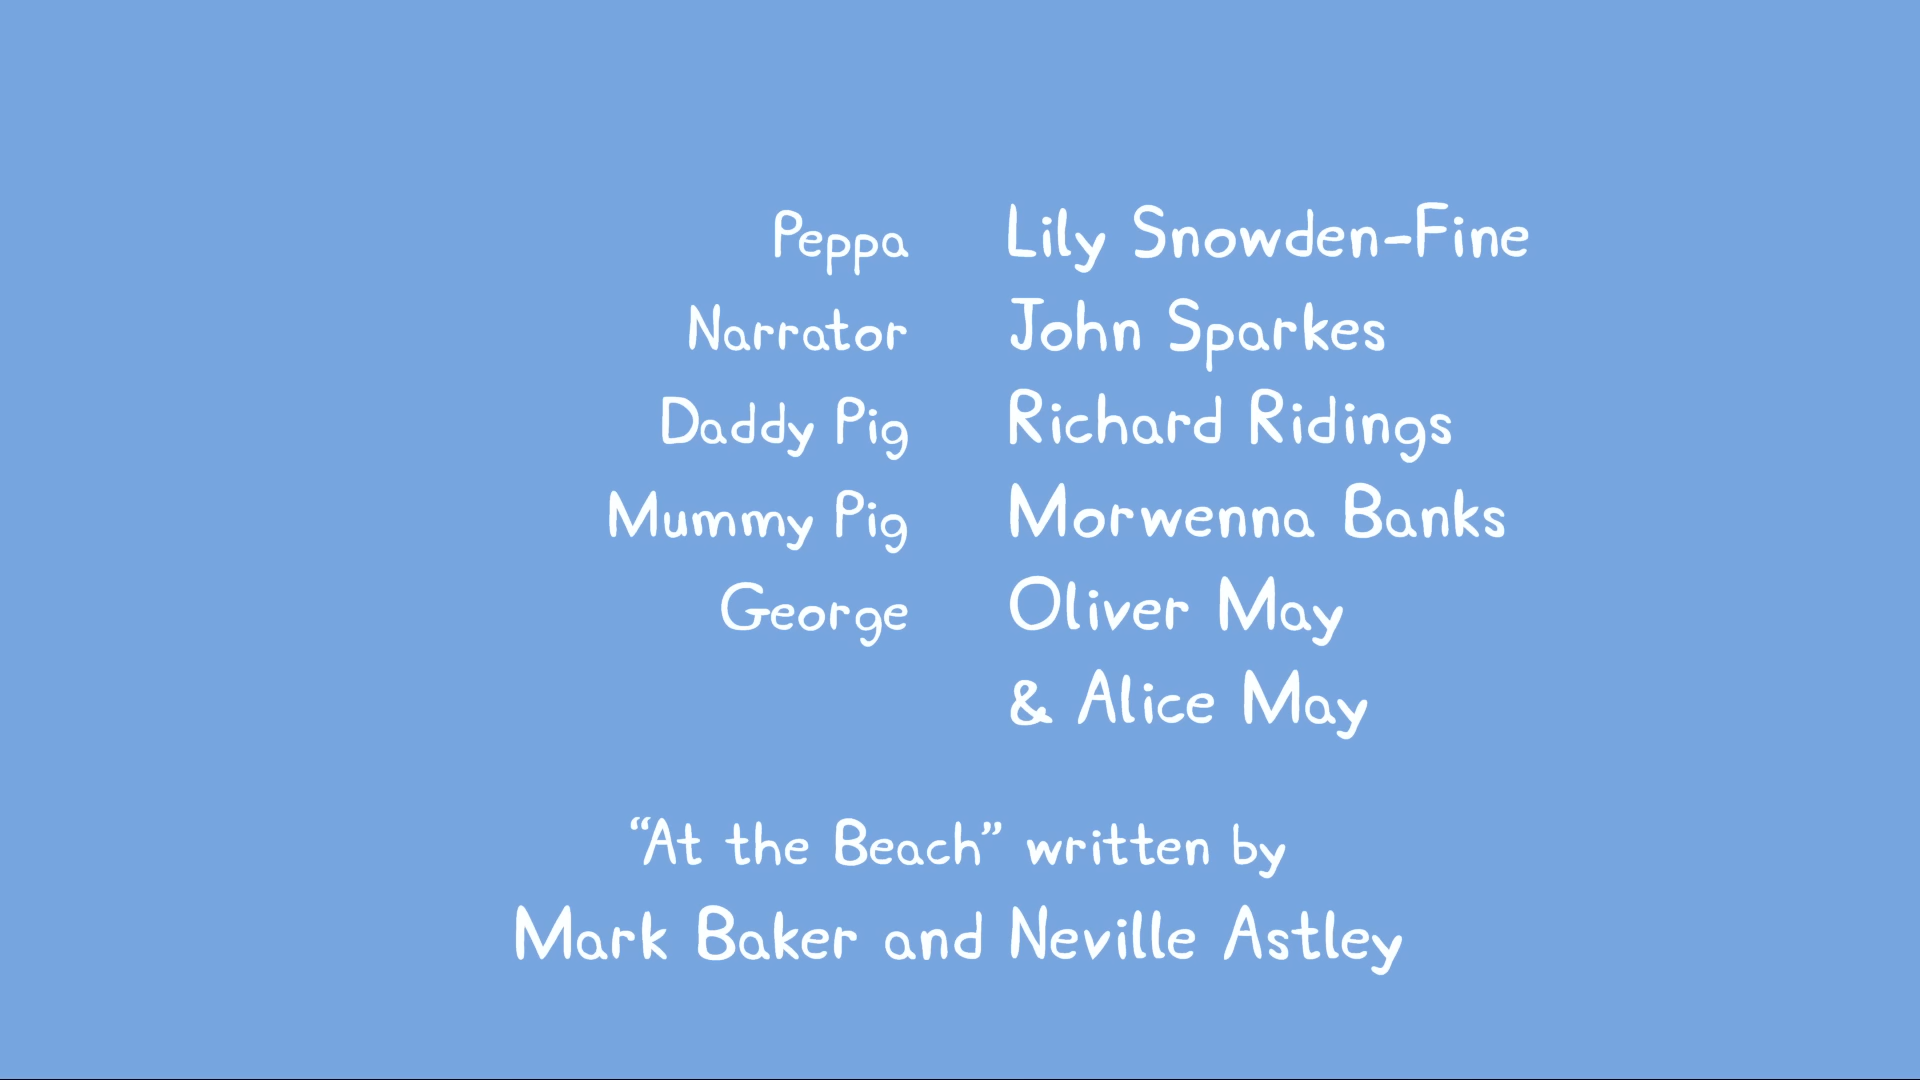 Peppa Lily Snowden-Fine
Narrator John Sparkes
Daddy Pig Richard Ridings
Mummy Pig Morwenna Banks
George Oliver May
& Alice May
“At the Beach” written by
Mark Baker and Neville Astley